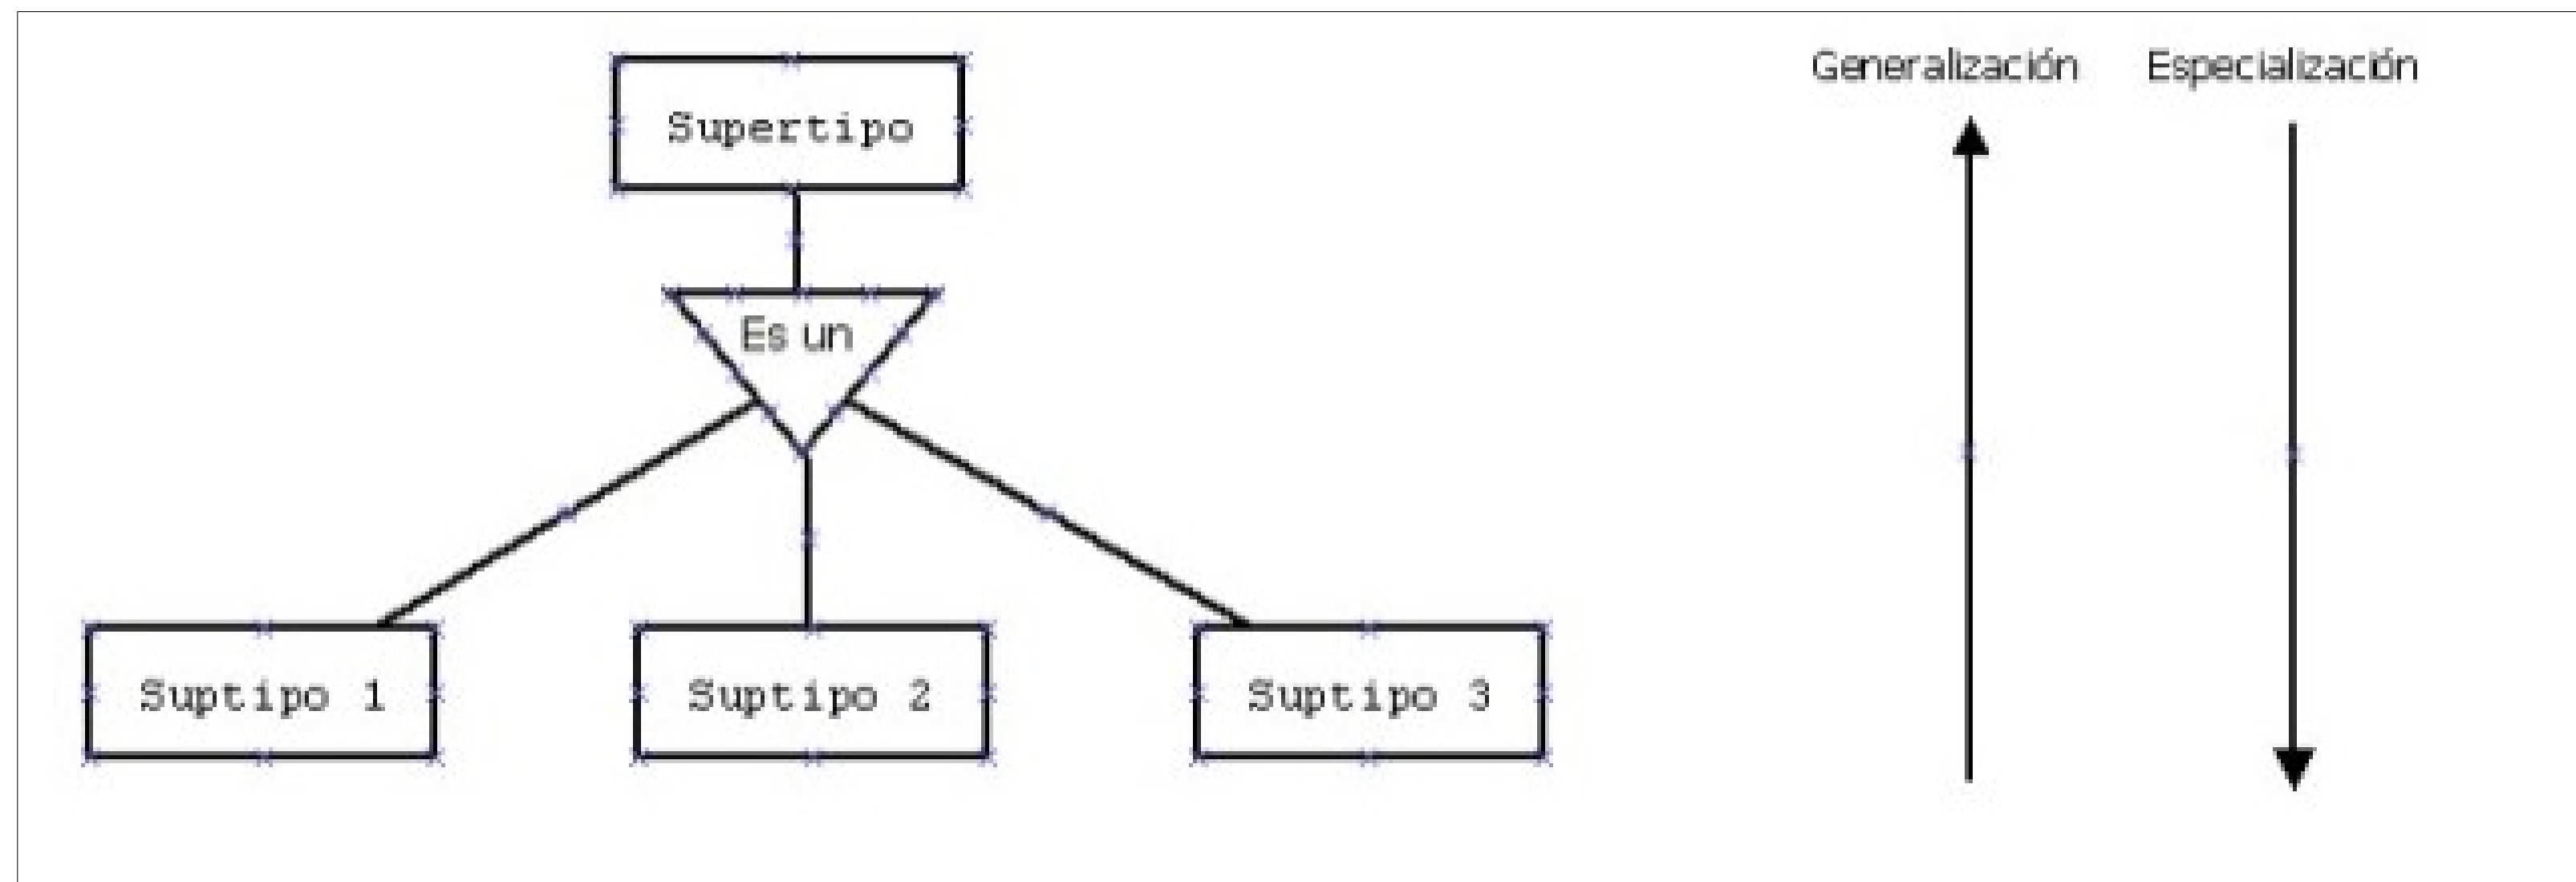 Generalización Especialización
Supertipo
Es un
Suptipo 1 Suptipo 2 Suptipo 3